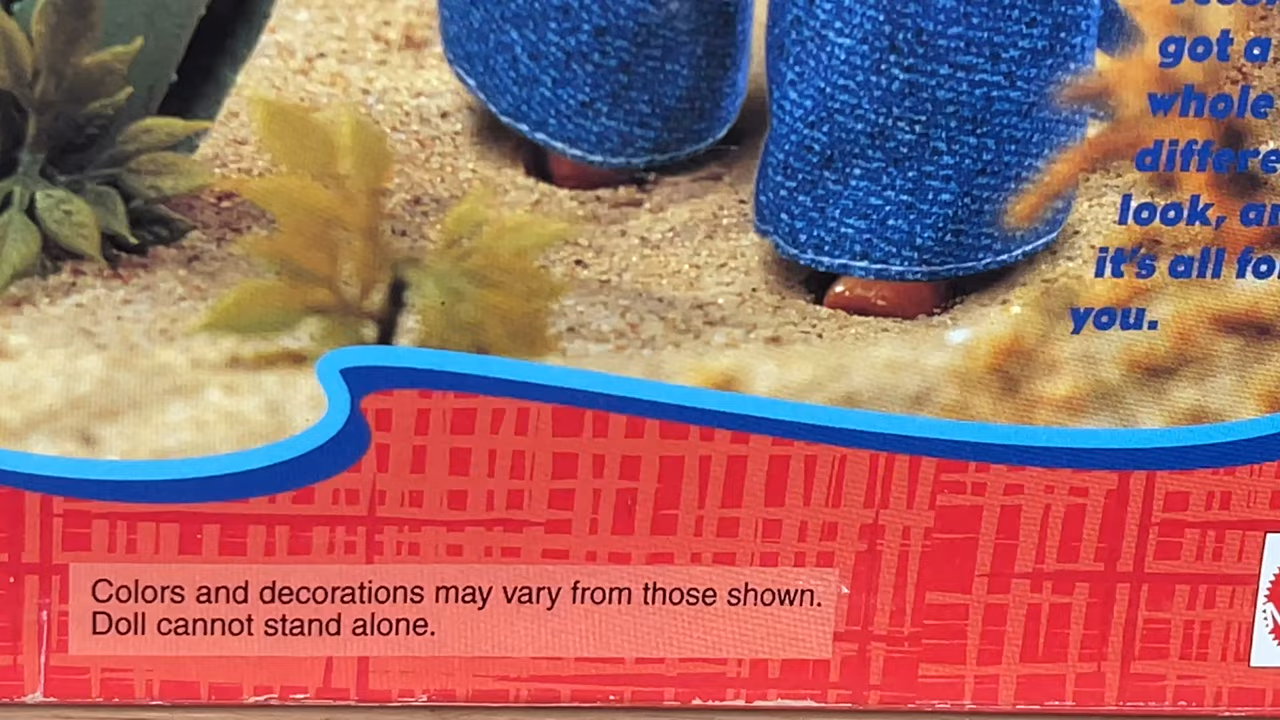 got a
whole
look,
it's all
you.
Colors and decorations may vary from those shown.
Doll cannot stand alone.